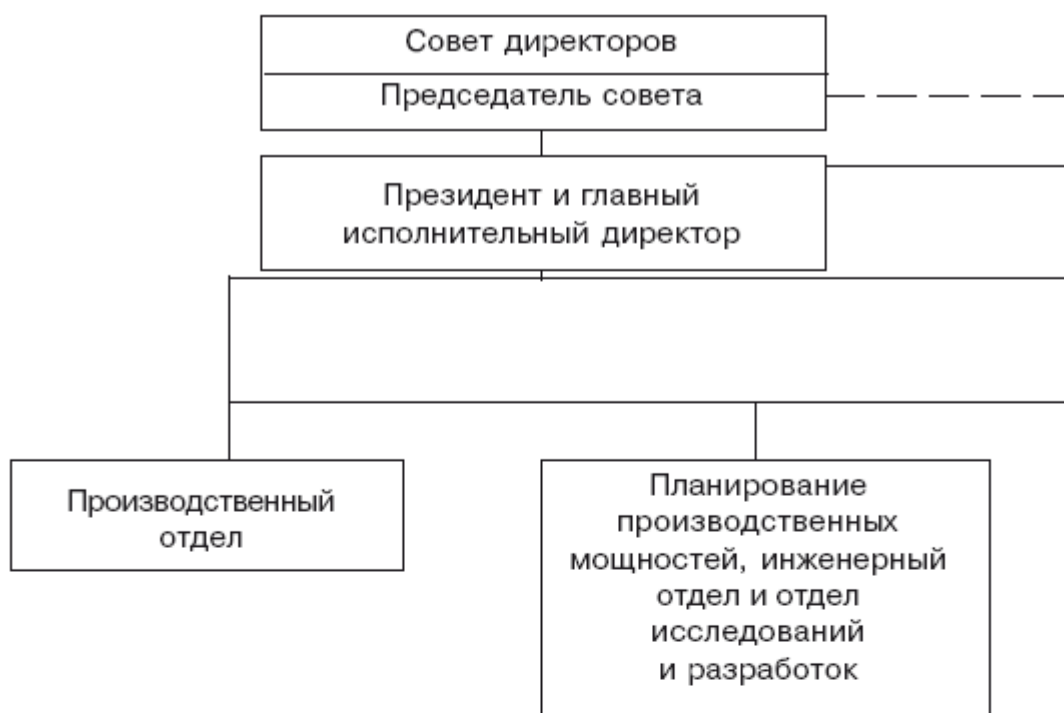 Совет директоров
Председатель совета
Президент и главный
исполнительный директор
Производственный
отдел
Планирование
производственных
мощностей, инженерный
отдел и отдел
исследований
и разработок